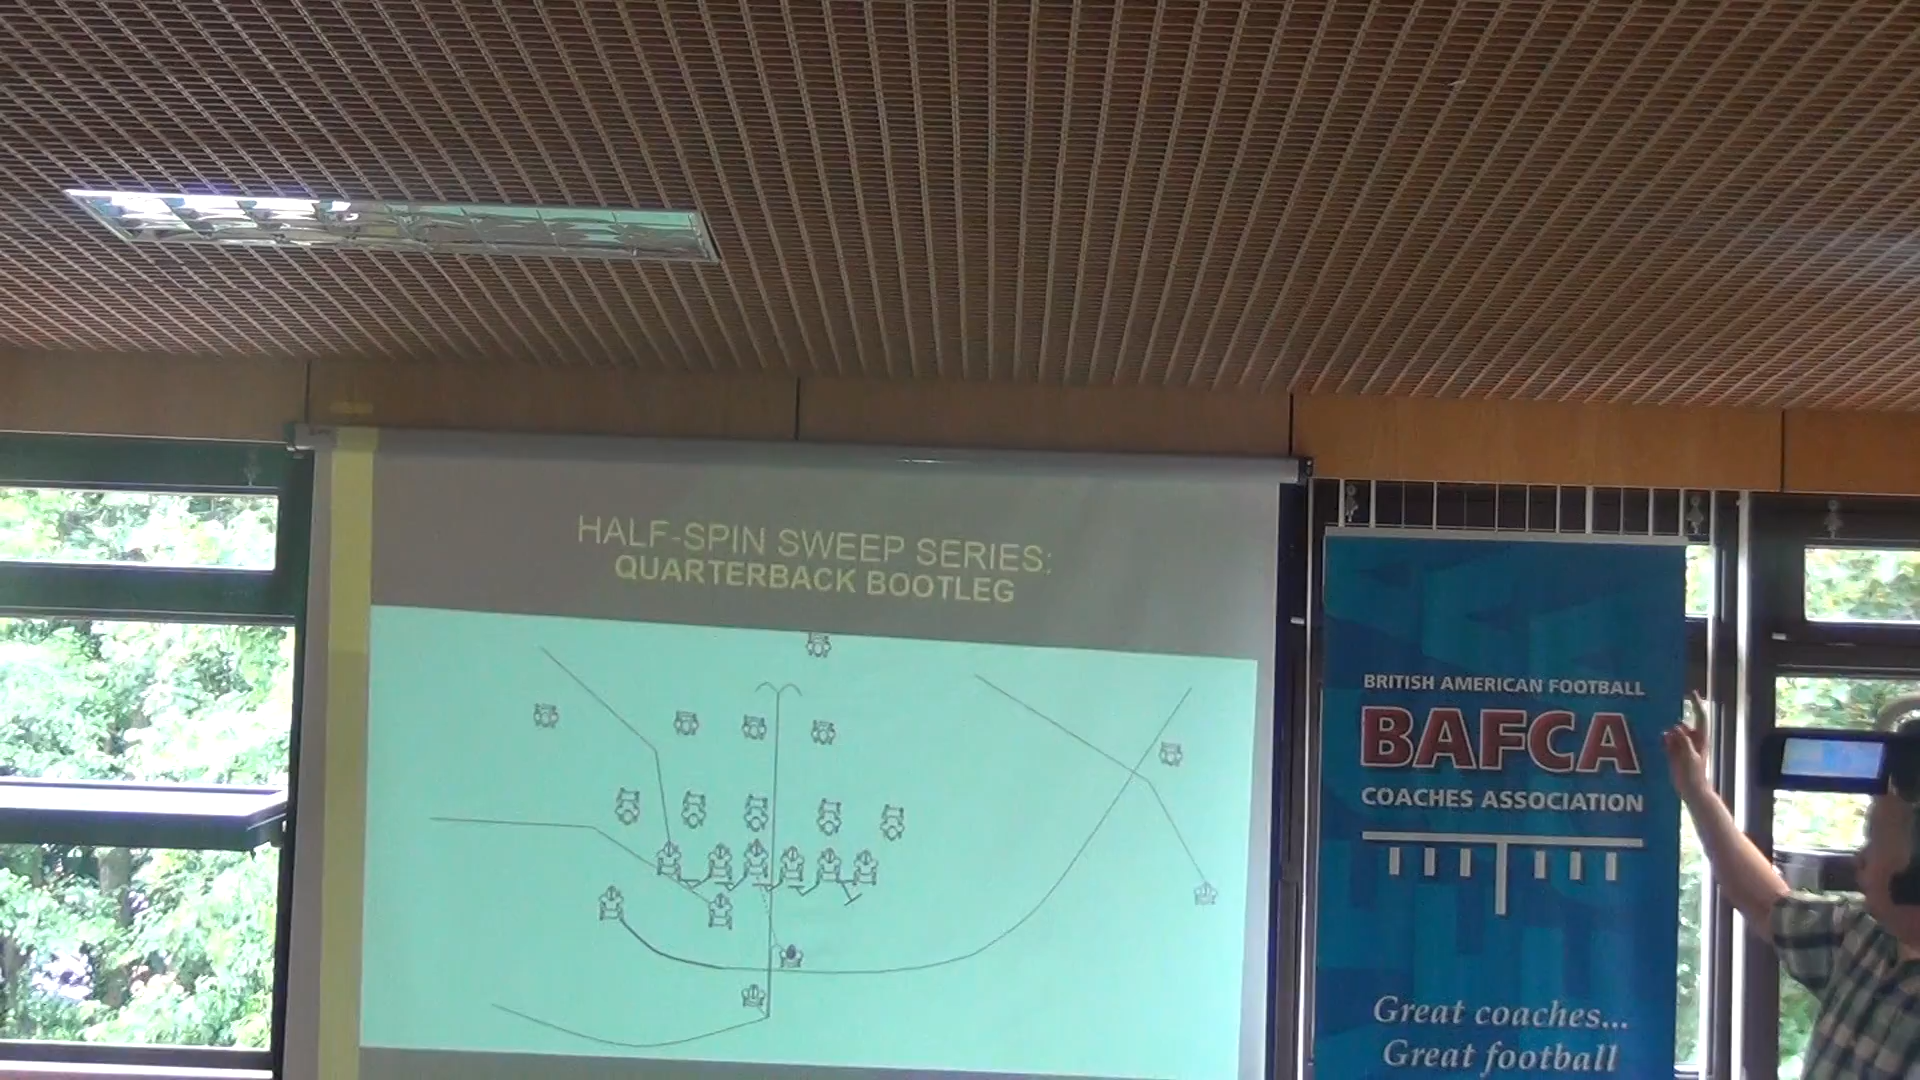 HALF-SPIN SWEEP SERIES:
QUARTERBACK BOOTLEG
BRITISH AMERICAN FOOTBALL
BAFCA
COACHES ASSOCIATION
Great coaches...
Great football